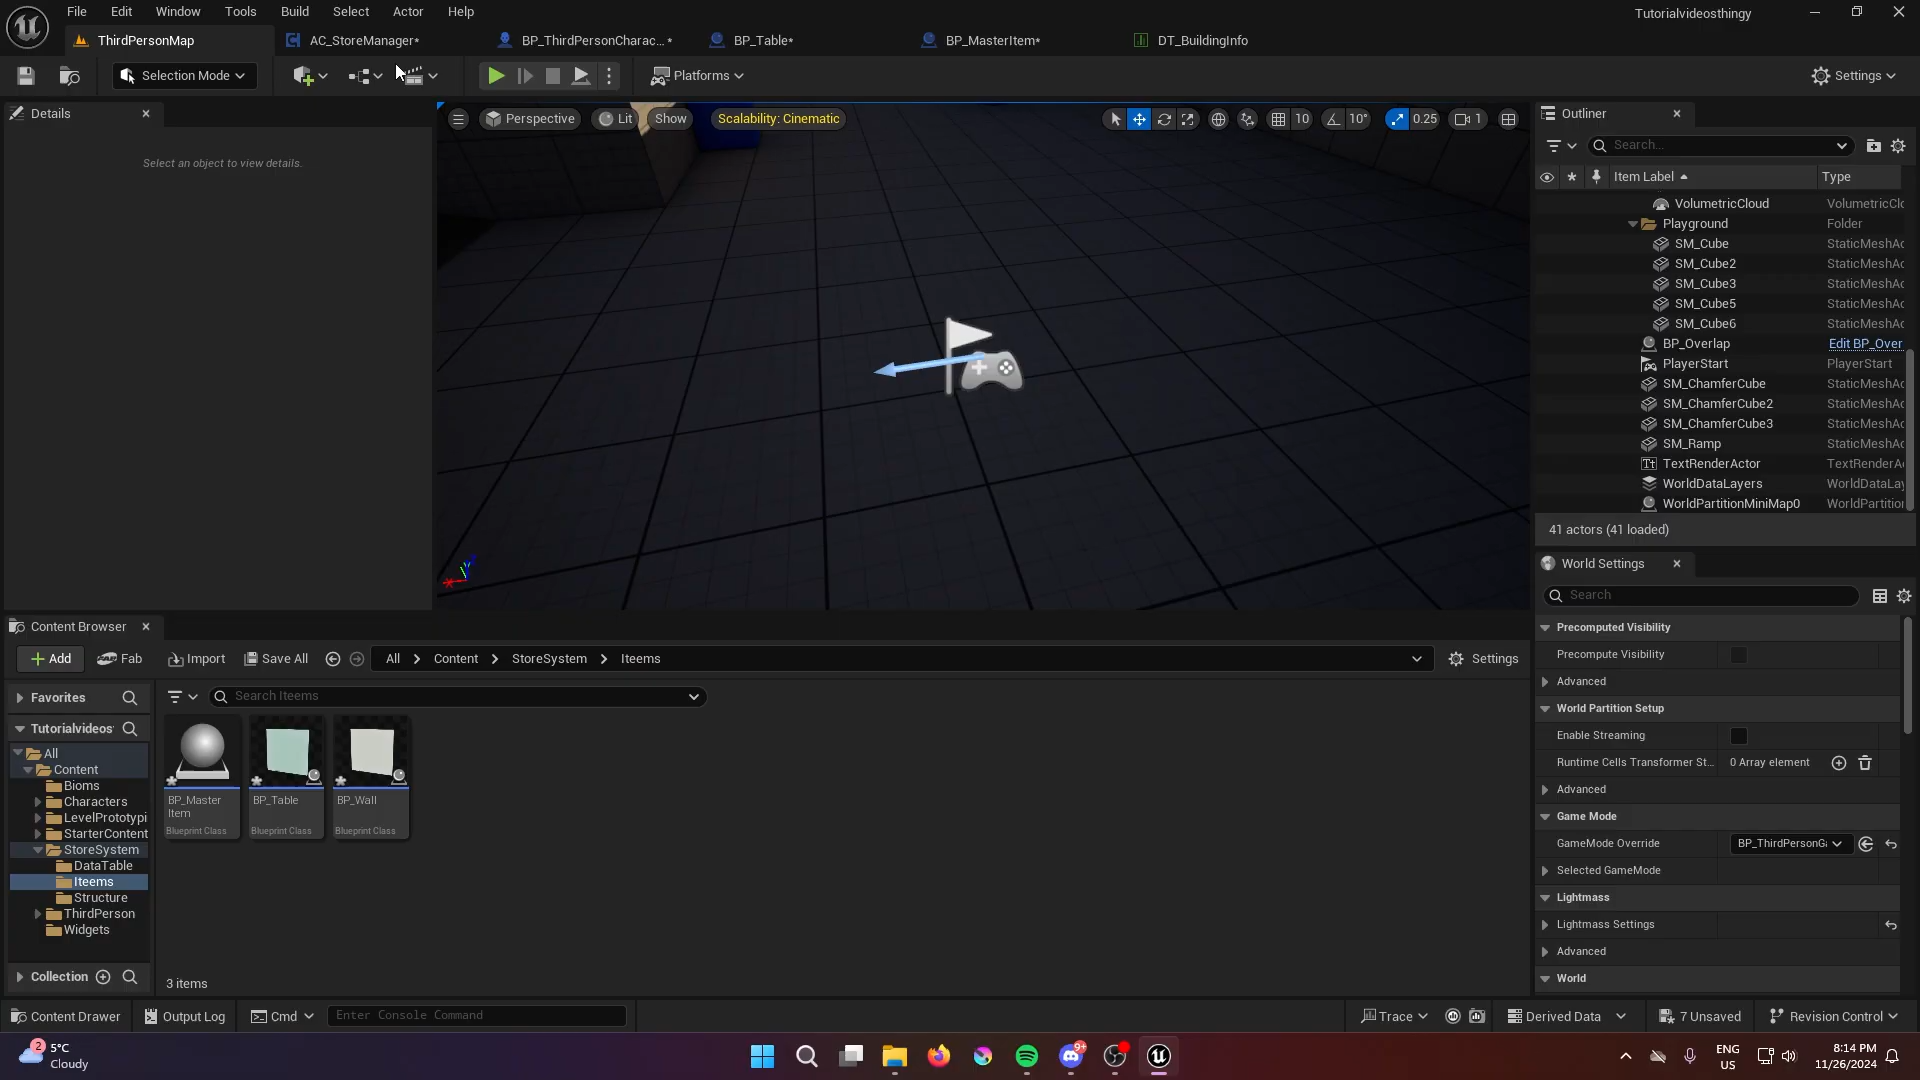 File Edit Window Tools Build Select Actor Help
Tutorialvideosthingy
ThirdPersonMap
AC_StoreManager*
BP_ThirdPersonCharac...*
BP_Table*
BP_MasterItem*
DT_BuildingInfo
Selection Mode
Platforms
Settings
Details
Select an object to view details.
Perspective
Lit
Show
Scalability: Cinematic
10
10°
0.25
1
Outliner
Search...
Item Label
Type
VolumetricCloud VolumetricClo
Playground Folder
SM_Cube StaticMeshAc
SM_Cube2 StaticMeshAc
SM_Cube3 StaticMeshAc
SM_Cube5 StaticMeshAc
SM_Cube6 StaticMeshAc
BP_Overlap Edit BP_Over
PlayerStart PlayerStart
SM_ChamferCube StaticMeshAc
SM_ChamferCube2 StaticMeshAc
SM_ChamferCube3 StaticMeshAc
SM_Ramp StaticMeshAc
TextRenderActor TextRenderA
WorldDataLayers WorldDataLay
WorldPartitionMiniMap0 WorldPartition
41 actors (41 loaded)
World Settings
Search
Precomputed Visibility
Precompute Visibility
Advanced
World Partition Setup
Enable Streaming
Runtime Cells Transformer St... 0 Array element
Advanced
Game Mode
GameMode Override BP_ThirdPersonGa
Selected GameMode
Lightmass
Lightmass Settings
Advanced
World
Content Browser
Add
Fab
Import
Save All
All > Content > StoreSystem > Iteems
Settings
Favorites
Search Iteems
Tutorialvideos
All
Content
Bioms
Characters
LevelPrototypi
StarterContent
StoreSystem
DataTable
Iteems
Structure
ThirdPerson
Widgets
Collection
BP_Master
Item
Blueprint Class
BP_Table
Blueprint Class
BP_Wall
Blueprint Class
3 items
Content Drawer
Output Log
Cmd
Enter Console Command
Trace
Derived Data
7 Unsaved
Revision Control
2
5°C
Cloudy
9+
ENG
US
8:14 PM
11/26/2024